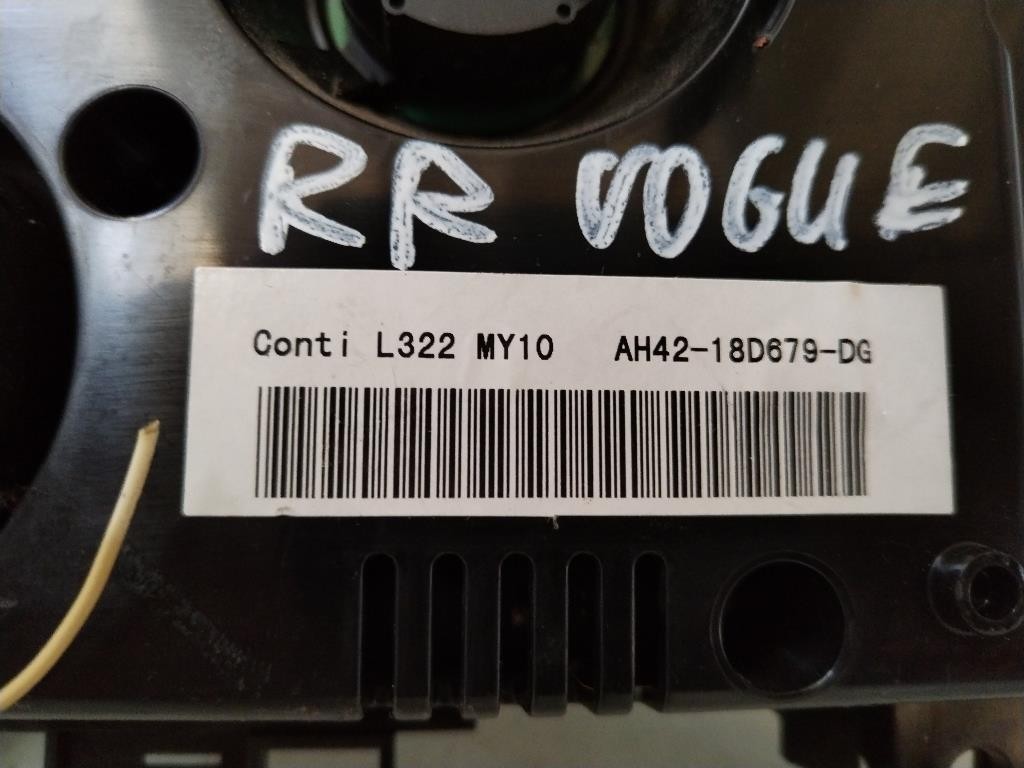 RR VOGUE
Conti L322 MY10 AH42-18D679-DG